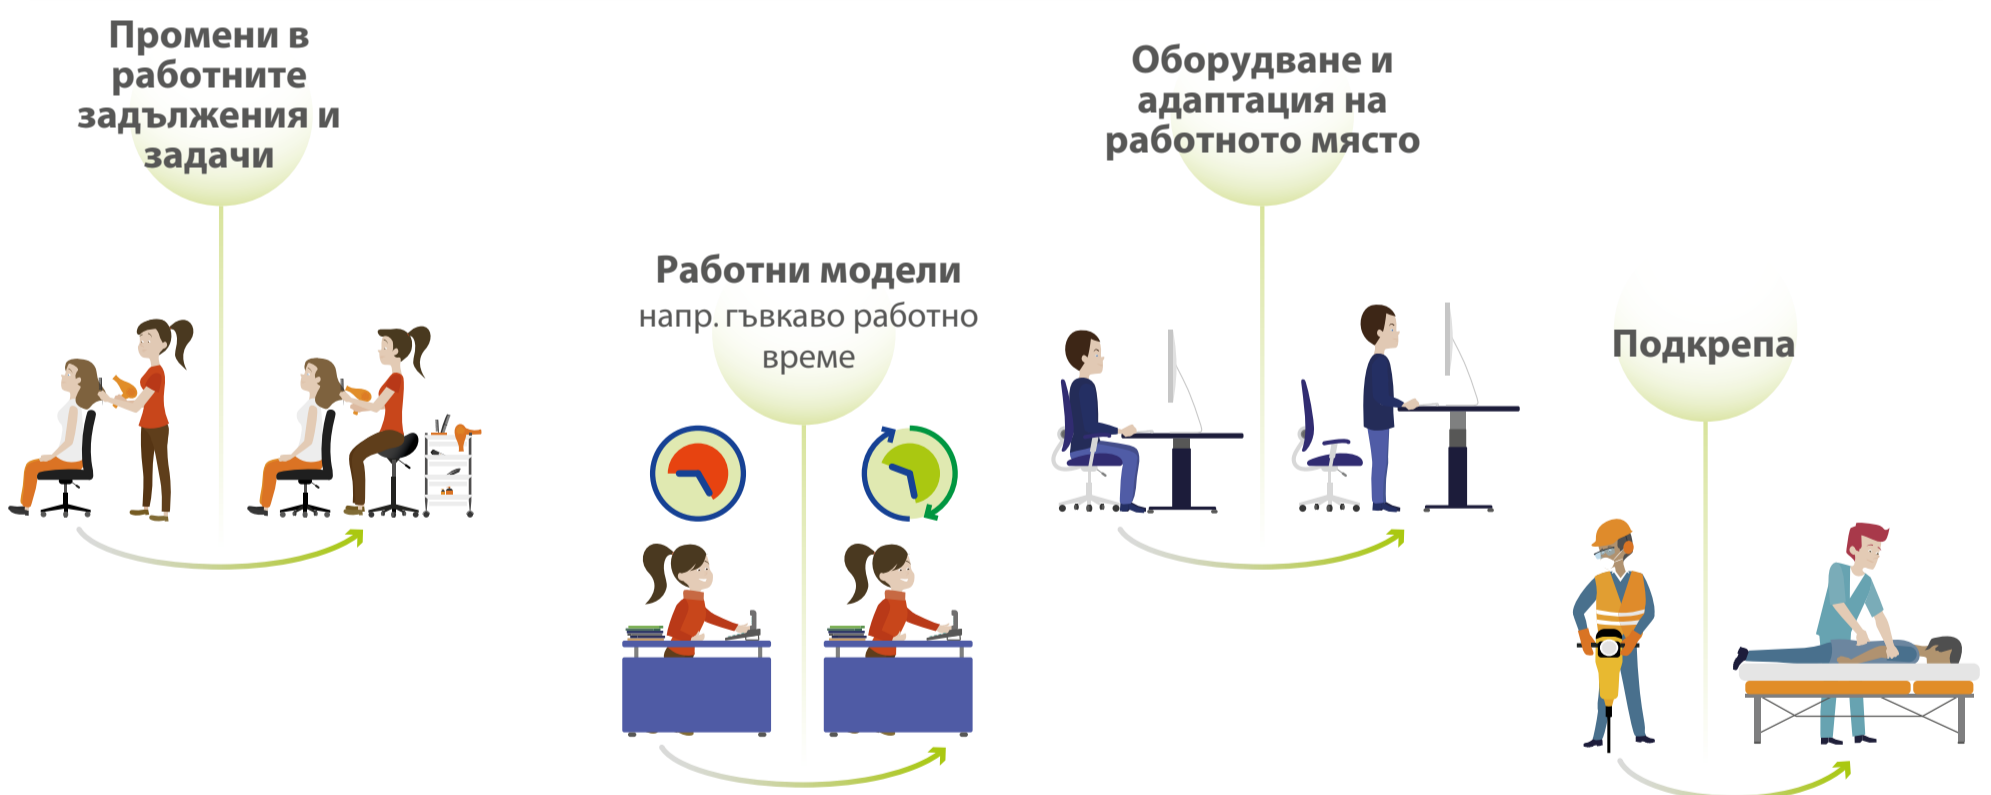 Промени в
работните
задължения и
задачи
Работни модели
напр. гъвкаво работно
време
Оборудване и
адаптация на
работното място
Подкрепа